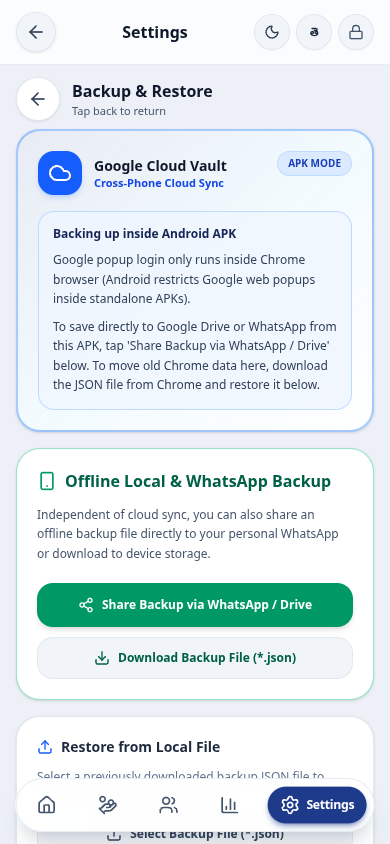 Settings
Backup & Restore
Tap back to return
Google Cloud Vault
Cross-Phone Cloud Sync
APK MODE
Backing up inside Android APK
Google popup login only runs inside Chrome
browser (Android restricts Google web popups
inside standalone APKs).
To save directly to Google Drive or WhatsApp from
this APK, tap 'Share Backup via WhatsApp / Drive'
below. To move old Chrome data here, download
the JSON file from Chrome and restore it below.
Offline Local & WhatsApp Backup
Independent of cloud sync, you can also share an
offline backup file directly to your personal WhatsApp
or download to device storage.
Share Backup via WhatsApp / Drive
Download Backup File (*.json)
Restore from Local File
Select a previously downloaded backup JSON file to
Settings
Select Backup File (*.json)